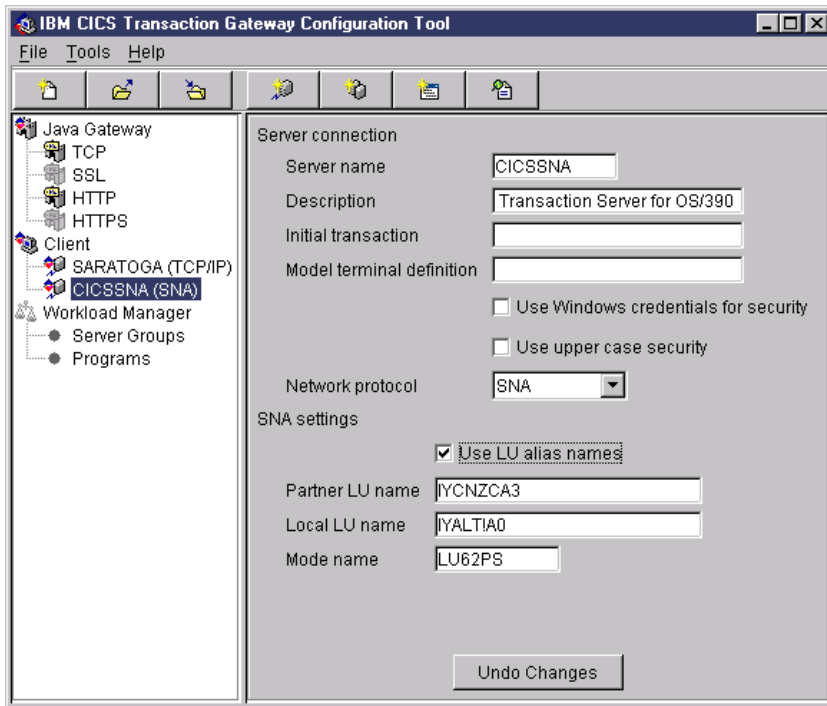 IBM CICS Transaction Gateway Configuration Tool
File Tools Help
Java Gateway
TCP
SSL
HTTP
HTTPS
Client
SARATOGA (TCP/IP)
CICSSNA (SNA)
Workload Manager
Server Groups
Programs
Server connection
Server name CICSSNA
Description Transaction Server for OS/390
Initial transaction
Model terminal definition
Use Windows credentials for security
Use upper case security
Network protocol SNA
SNA settings
Use LU alias names
Partner LU name IYCNZCA3
Local LU name IYALTIA0
Mode name LU62PS
Undo Changes